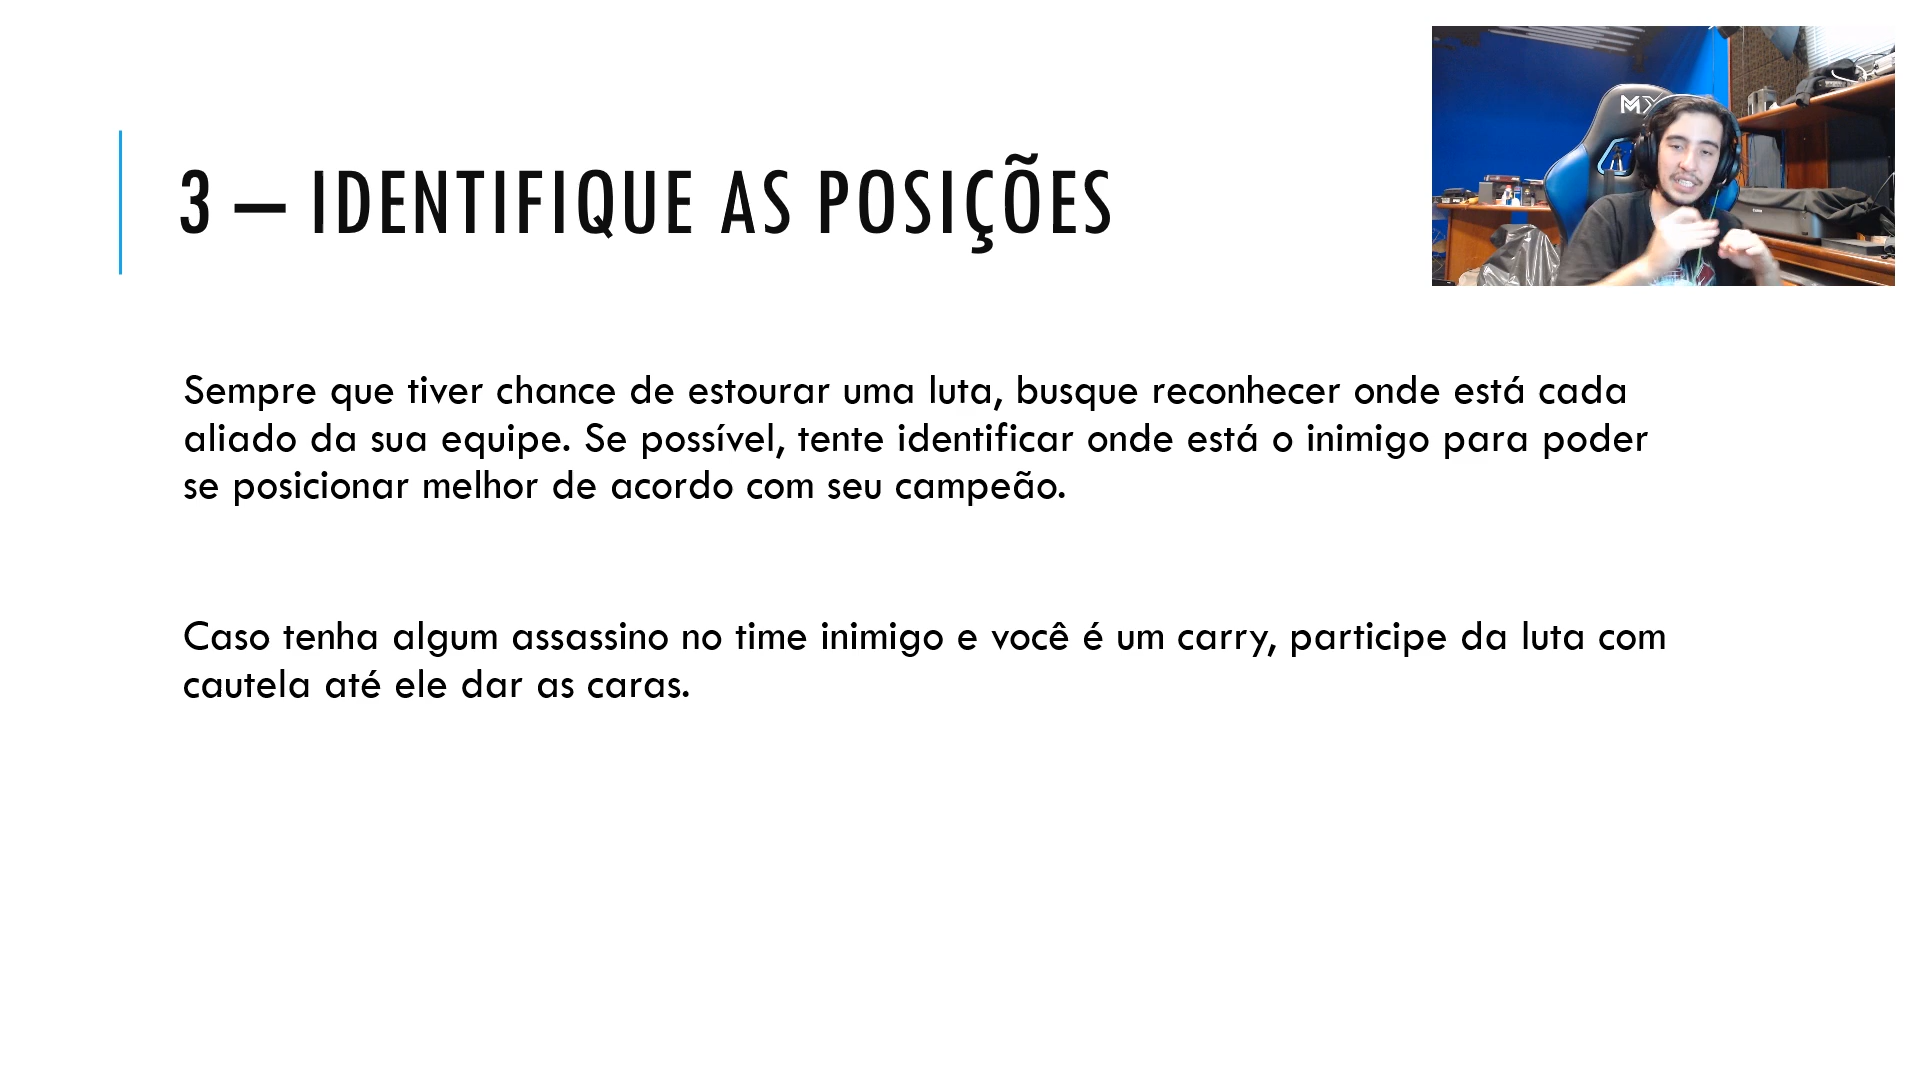 3 – IDENTIFIQUE AS POSIÇÕES
MX
Sempre que tiver chance de estourar uma luta, busque reconhecer onde está cada
aliado da sua equipe. Se possível, tente identificar onde está o inimigo para poder
se posicionar melhor de acordo com seu campeão.
Caso tenha algum assassino no time inimigo e você é um carry, participe da luta com
cautela até ele dar as caras.